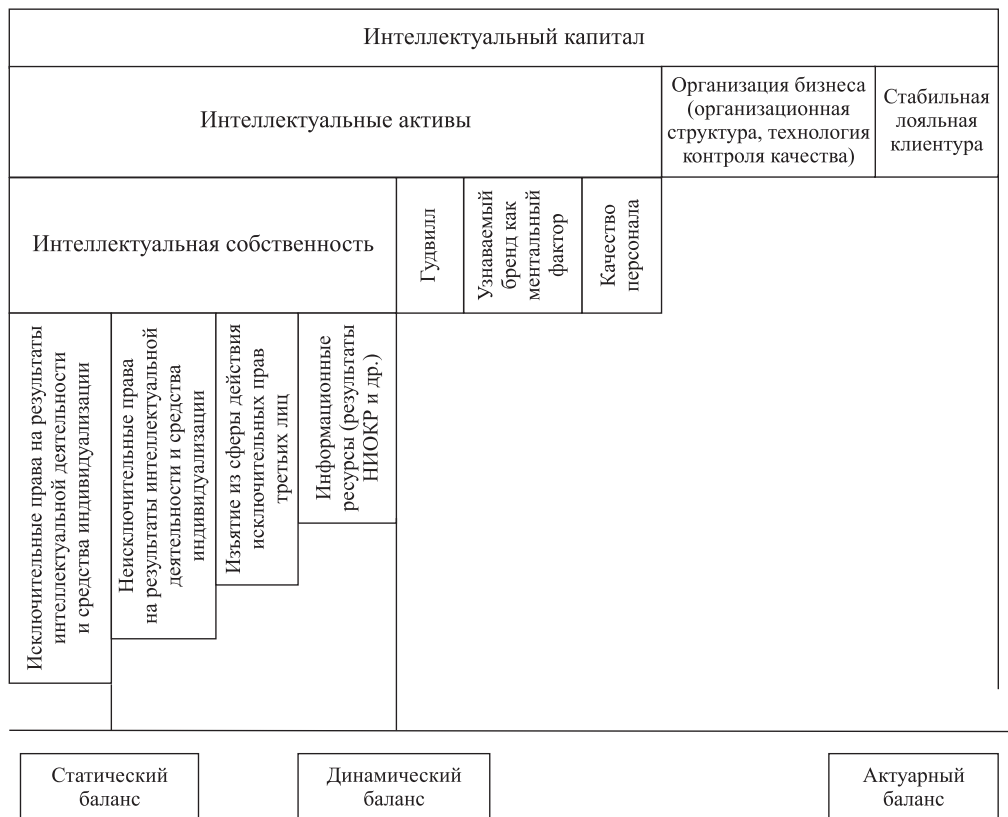 Интеллектуальный капитал
Интеллектуальные активы
Организация бизнеса
(организационная
структура, технология
контроля качества)
Стабильная
лояльная
клиентура
Интеллектуальная собственность
Гудвилл
Узнаваемый
бренд как
ментальный
фактор
Качество
персонала
Исключительные права на результаты
интеллектуальной деятельности
и средства индивидуализации
Неисключительные права
на результаты интеллектуальной
деятельности и средства
индивидуализации
Изъятие из сферы действия
исключительных прав
третьих лиц
Информационные
ресурсы (результаты
НИОКР и др.)
Статический
баланс
Динамический
баланс
Актуарный
баланс